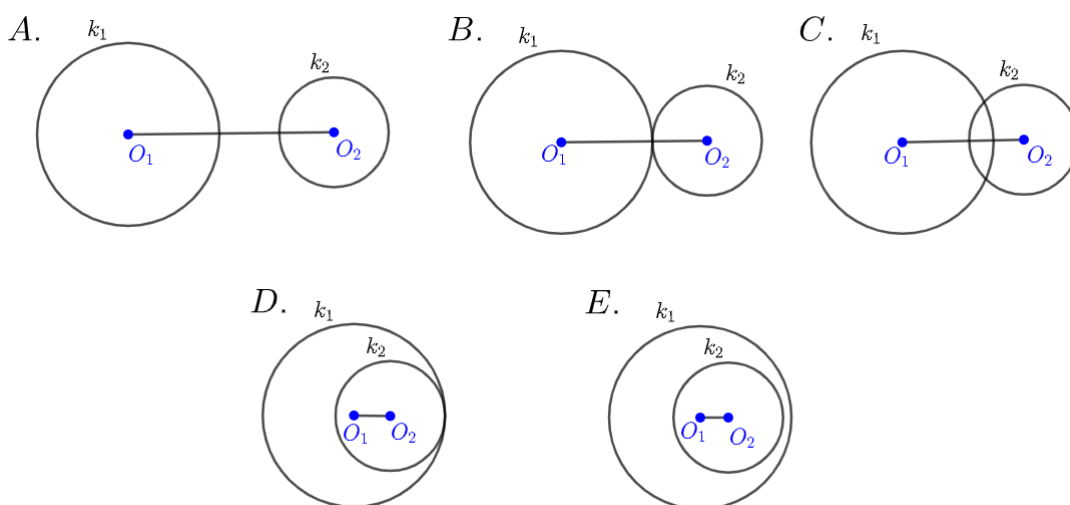 A.
k₁
k₂
O₁
O₂
B.
k₁
k₂
O₁
O₂
C.
k₁
k₂
O₁
O₂
D.
k₁
k₂
O₁
O₂
E.
k₁
k₂
O₁
O₂